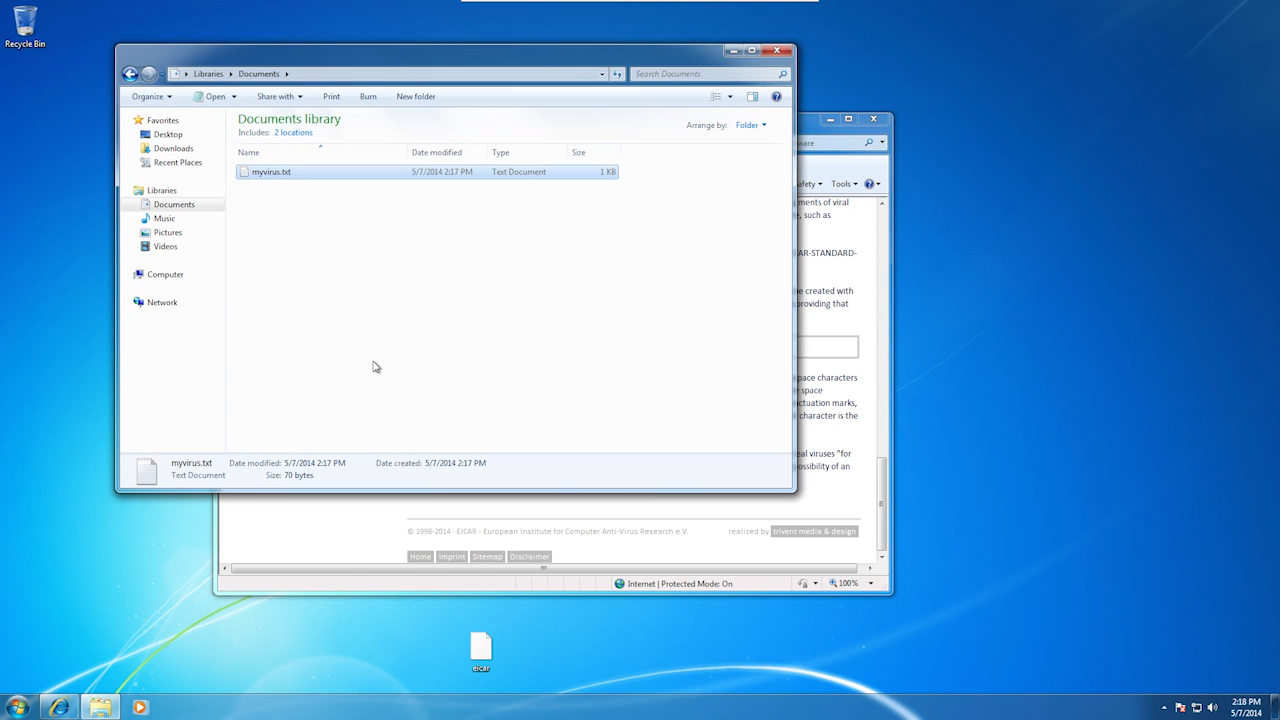 Recycle Bin
Libraries Documents
Search Documents
Organize Open Share with Print Burn New folder
Favorites
Desktop
Downloads
Recent Places
Libraries
Documents
Music
Pictures
Videos
Computer
Network
Documents library
Includes: 2 locations
Arrange by: Folder
Name Date modified Type Size
myvirus.txt 5/7/2014 2:17 PM Text Document 1 KB
myvirus.txt Date modified: 5/7/2014 2:17 PM Date created: 5/7/2014 2:17 PM
Text Document Size: 70 bytes
ware
afety Tools
ments of viral
e, such as
AR-STANDARD-
e created with
providing that
pace characters
e space
ctuation marks,
character is the
eal viruses "for
ossibility of an
© 1998-2014 - EICAR - European Institute for Computer Anti-Virus Research e.V. realized by trivent media & design
Home Imprint Sitemap Disclaimer
Internet | Protected Mode: On 100%
eicar
2:18 PM
5/7/2014